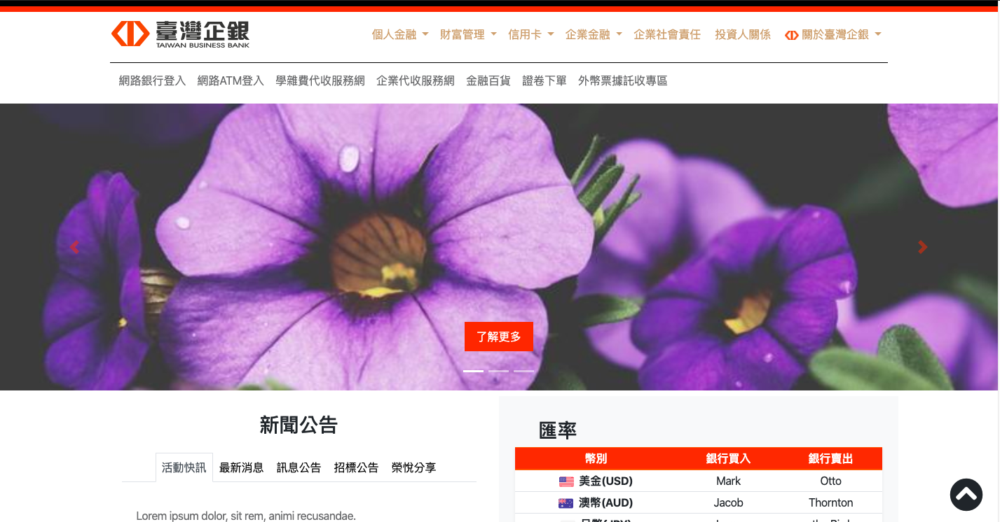 臺灣企銀
TAIWAN BUSINESS BANK
個人金融 財富管理 信用卡 企業金融 企業社會責任 投資人關係 關於臺灣企銀
網路銀行登入 網路ATM登入 學雜費代收服務網 企業代收服務網 金融百貨 證卷下單 外幣票據託收專區
了解更多
新聞公告
活動快訊 最新消息 訊息公告 招標公告 榮悅分享
Lorem ipsum dolor, sit rem, animi recusandae.
匯率
幣別 銀行買入 銀行賣出
美金(USD) Mark Otto
澳幣(AUD) Jacob Thornton